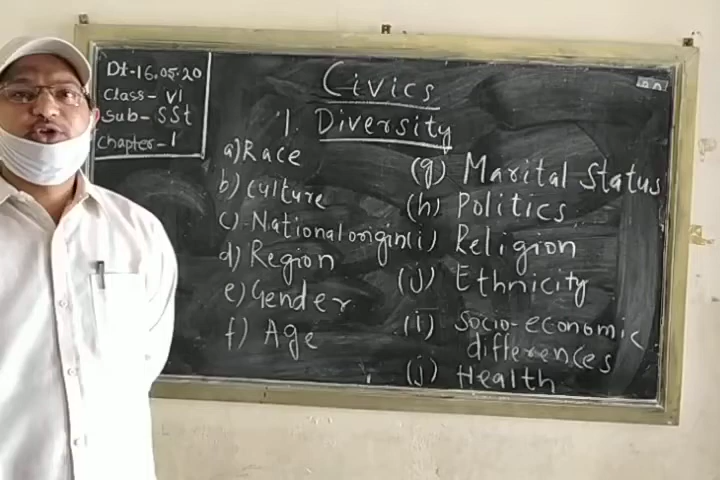 Dt-16.05.20
Class- VI
Sub- SSt
Chapter- 1
Civics
1. Diversity
a) Race
b) Culture
c) National origin
d) Region
e) Gender
f) Age
(g) Marital Status
(h) Politics
(i) Religion
(j) Ethnicity
(i) Socio-economic
differences
(j) Health